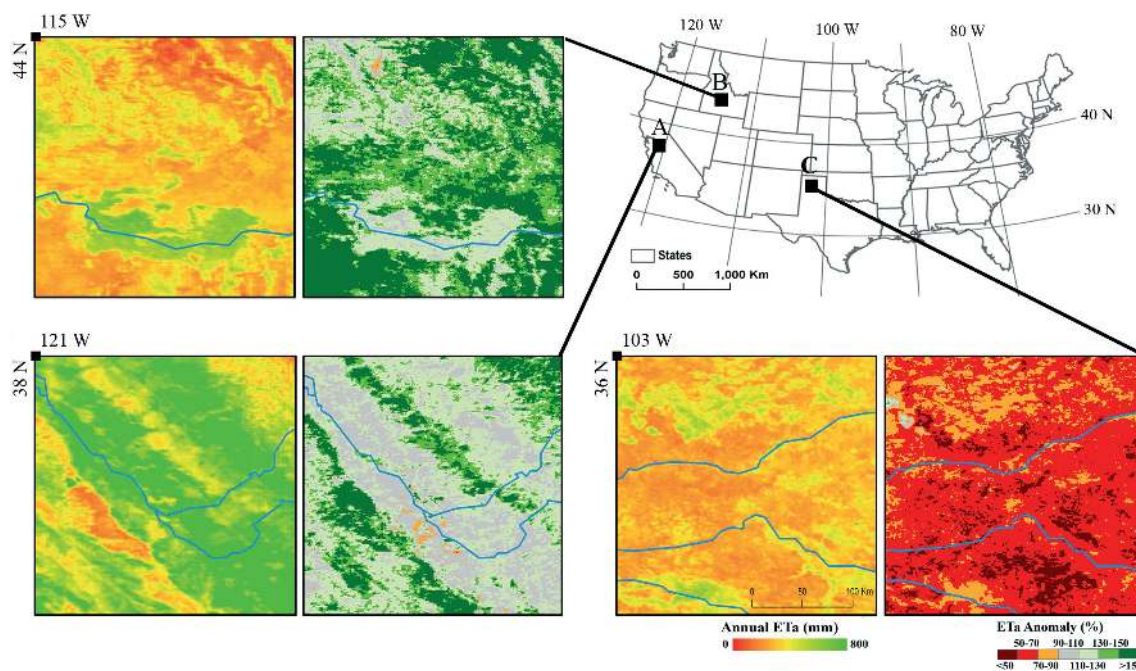 115 W
44 N
120 W
100 W
80 W
B
A
C
40 N
30 N
States
0 500 1,000 Km
121 W
38 N
103 W
36 N
0 50 100 Km
Annual ETa (mm)
0 800
ETa Anomaly (%)
50-70 90-110 130-150
<50 70-90 110-130